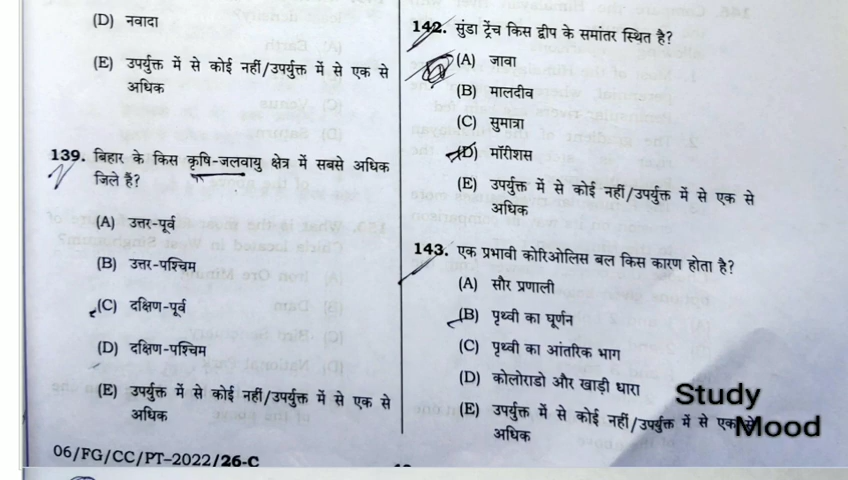 (D) नवादा
(E) उपर्युक्त में से कोई नहीं/उपर्युक्त में से एक से
अधिक
139. बिहार के किस कृषि-जलवायु क्षेत्र में सबसे अधिक
जिले हैं?
(A) उत्तर-पूर्व
(B) उत्तर-पश्चिम
(C) दक्षिण-पूर्व
(D) दक्षिण-पश्चिम
(E) उपर्युक्त में से कोई नहीं/उपर्युक्त में से एक से
अधिक
06/FG/CC/PT–2022/26-C
142. सुंडा ट्रेंच किस द्वीप के समांतर स्थित है?
(A) जावा
(B) मालदीव
(C) सुमात्रा
(D) मॉरीशस
(E) उपर्युक्त में से कोई नहीं/उपर्युक्त में से एक से
अधिक
143. एक प्रभावी कोरिओलिस बल किस कारण होता है?
(A) सौर प्रणाली
(B) पृथ्वी का घूर्णन
(C) पृथ्वी का आंतरिक भाग
(D) कोलोराडो और खाड़ी धारा
(E) उपर्युक्त में से कोई नहीं/उपर्युक्त में से एक से
अधिक
Study
Mood